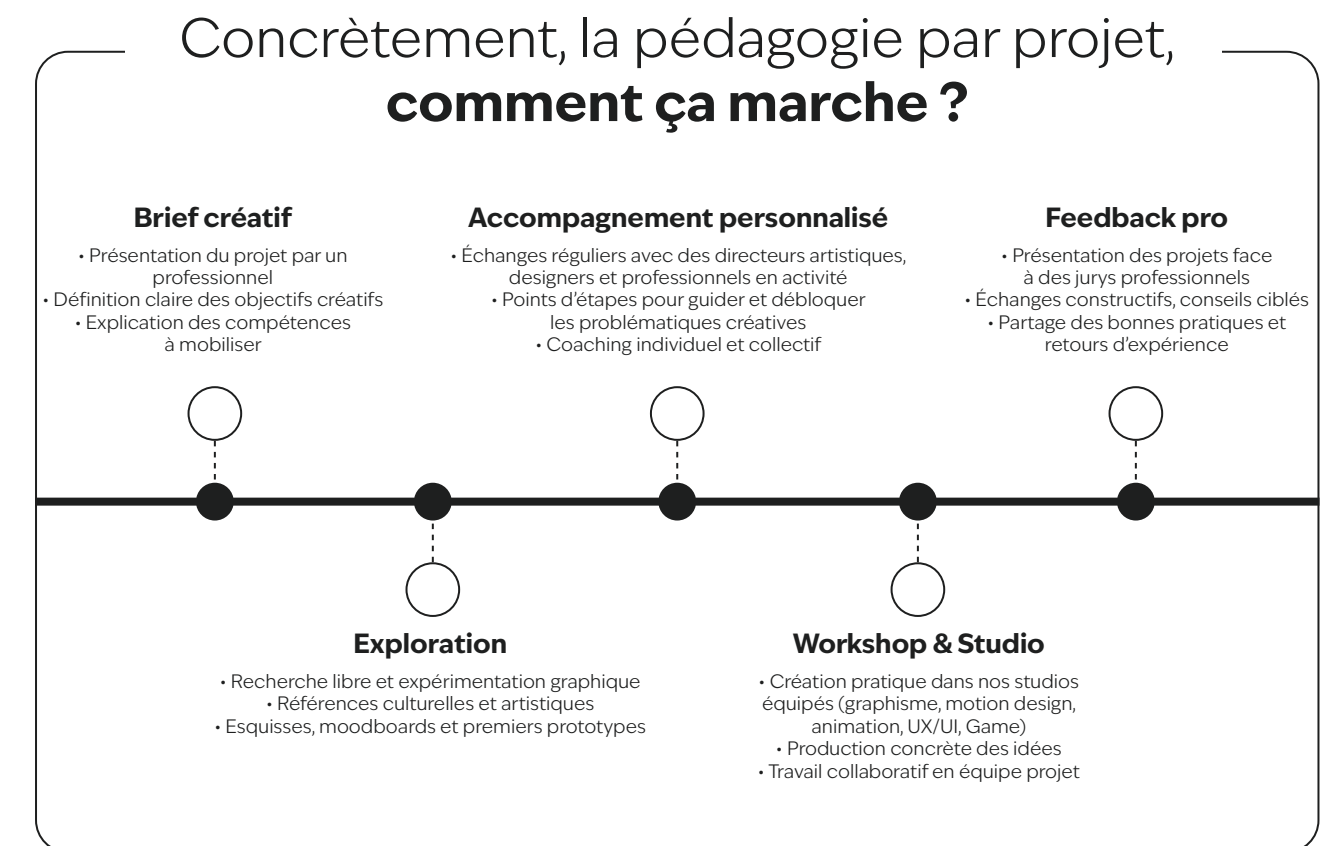 Concrètement, la pédagogie par projet,
comment ça marche ?
Brief créatif
• Présentation du projet par un
professionnel
• Définition claire des objectifs créatifs
• Explication des compétences
à mobiliser
Accompagnement personnalisé
• Échanges réguliers avec des directeurs artistiques,
designers et professionnels en activité
• Points d’étapes pour guider et débloquer
les problématiques créatives
• Coaching individuel et collectif
Feedback pro
• Présentation des projets face
à des jurys professionnels
• Échanges constructifs, conseils ciblés
• Partage des bonnes pratiques et
retours d’expérience
Exploration
• Recherche libre et expérimentation graphique
• Références culturelles et artistiques
• Esquisses, moodboards et premiers prototypes
Workshop & Studio
• Création pratique dans nos studios
équipés (graphisme, motion design,
animation, UX/UI, Game)
• Production concrète des idées
• Travail collaboratif en équipe projet